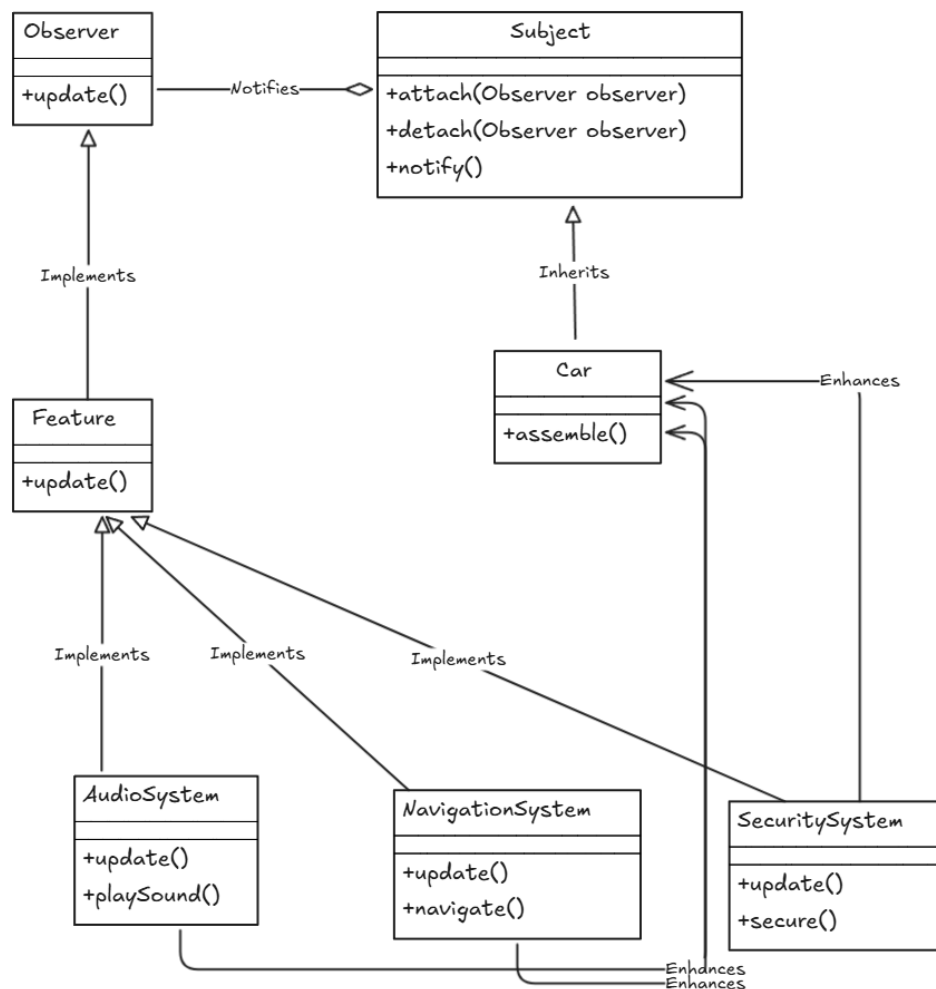 Observer
+update()
Notifies
Subject
+attach(Observer observer)
+detach(Observer observer)
+notify()
Implements
Inherits
Car
+assemble()
Enhances
Feature
+update()
Implements
Implements
Implements
AudioSystem
+update()
+playSound()
NavigationSystem
+update()
+navigate()
SecuritySystem
+update()
+secure()
Enhances
Enhances